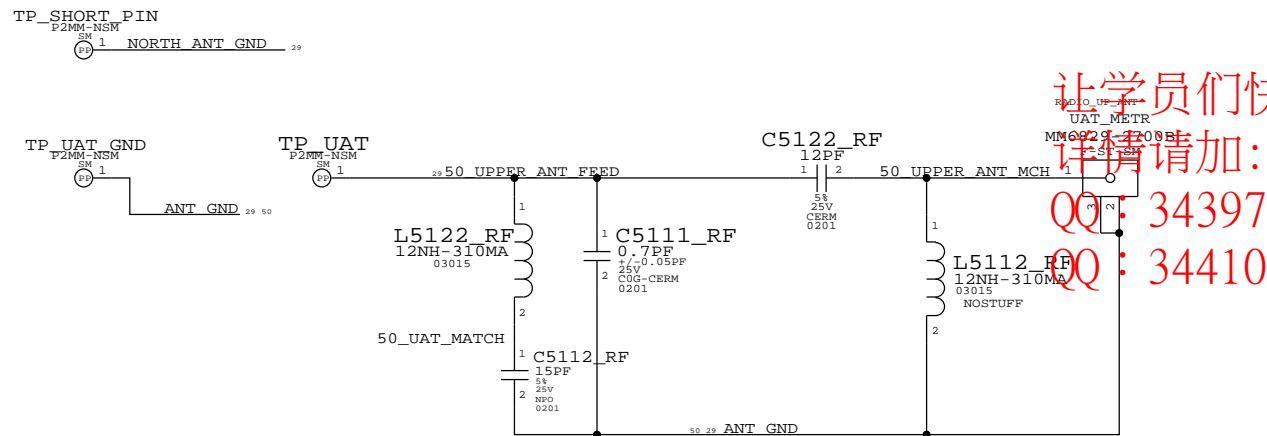 TP_SHORT_PIN
P2MM-NSM
SM
PP
1
NORTH_ANT_GND
29
TP_UAT_GND
P2MM-NSM
SM
PP
1
ANT_GND
29 50
TP_UAT
P2MM-NSM
SM
PP
1
29
50_UPPER_ANT_FEED
1
L5122_RF
12NH-310MA
03015
2
50_UAT_MATCH
1
C5112_RF
15PF
5%
25V
NPO
0201
2
1
C5111_RF
0.7PF
+/-0.05PF
25V
C0G-CERM
0201
2
C5122_RF
12PF
1
2
5%
25V
CERM
0201
50_UPPER_ANT_MCH
1
RADIO_UP_ANT
UAT_METR
MM6829-2700B
F-ST-SM
3
2
1
L5112_RF
12NH-310MA
03015
NOSTUFF
2
50 29
ANT_GND
让学员们快
详情请加：
QQ：34397
QQ：34410